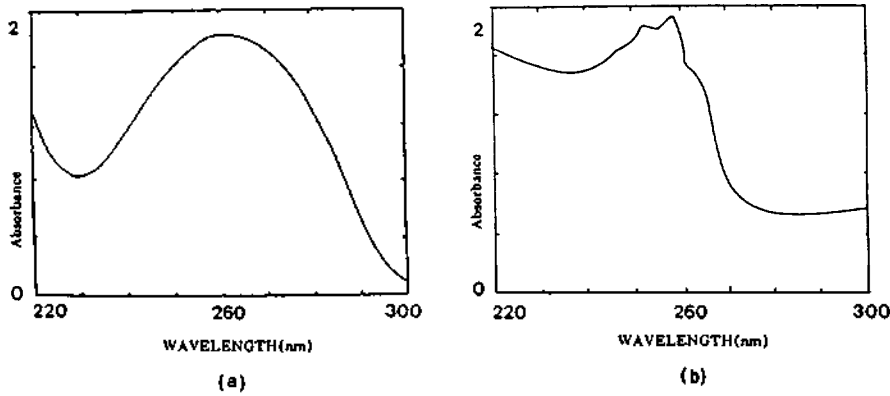 2
Absorbance
0
220
260
300
WAVELENGTH(nm)
(a)
2
Absorbance
0
220
260
300
WAVELENGTH(nm)
(b)